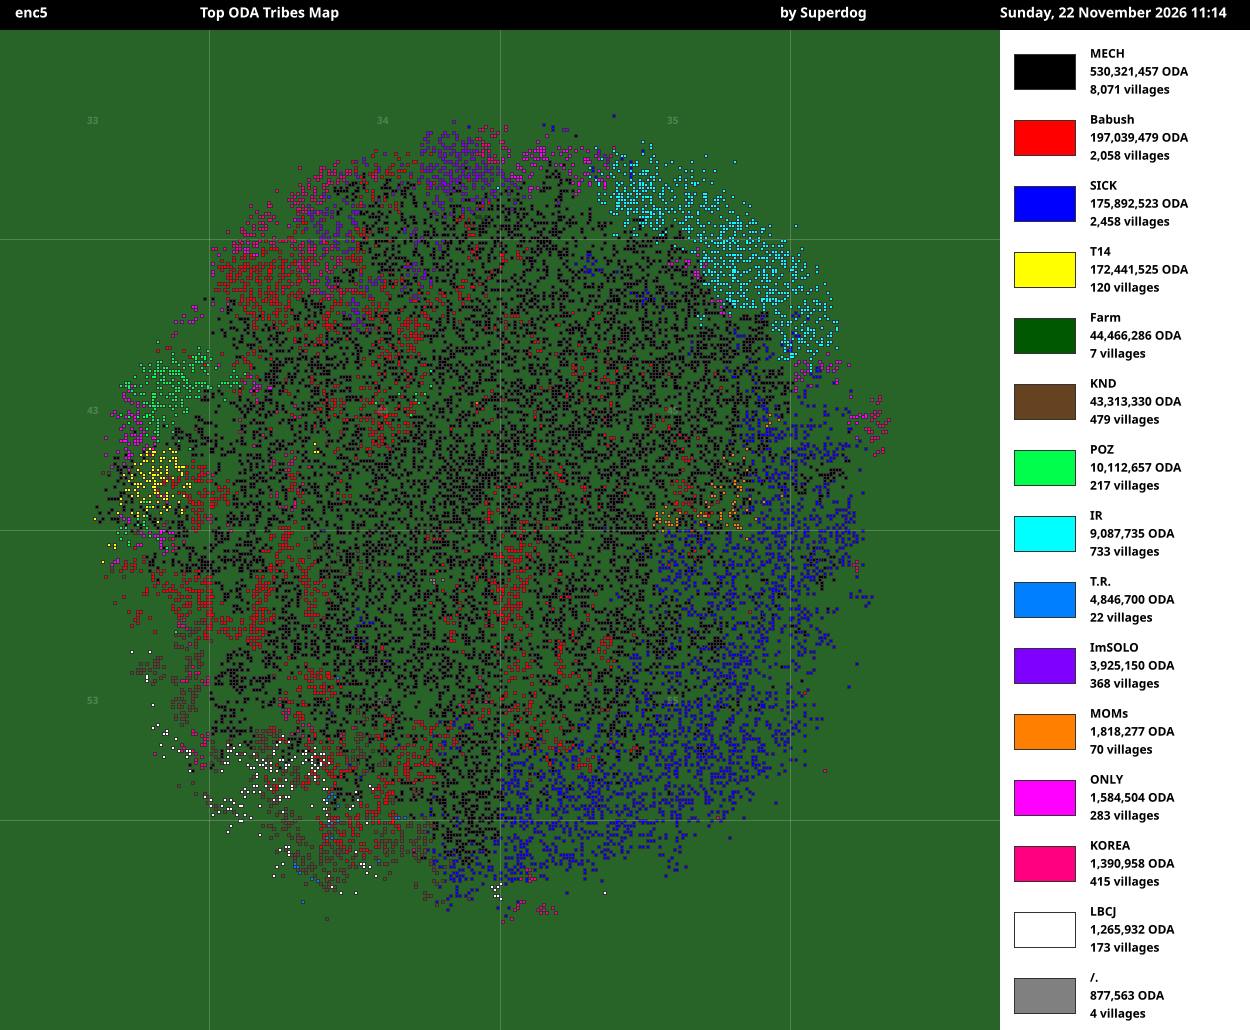 enc5 Top ODA Tribes Map by Superdog Sunday, 22 November 2026 11:14
33 34 35
43
53
MECH
530,321,457 ODA
8,071 villages
Babush
197,039,479 ODA
2,058 villages
SICK
175,892,523 ODA
2,458 villages
T14
172,441,525 ODA
120 villages
Farm
44,466,286 ODA
7 villages
KND
43,313,330 ODA
479 villages
POZ
10,112,657 ODA
217 villages
IR
9,087,735 ODA
733 villages
T.R.
4,846,700 ODA
22 villages
ImSOLO
3,925,150 ODA
368 villages
MOMs
1,818,277 ODA
70 villages
ONLY
1,584,504 ODA
283 villages
KOREA
1,390,958 ODA
415 villages
LBCJ
1,265,932 ODA
173 villages
/.
877,563 ODA
4 villages